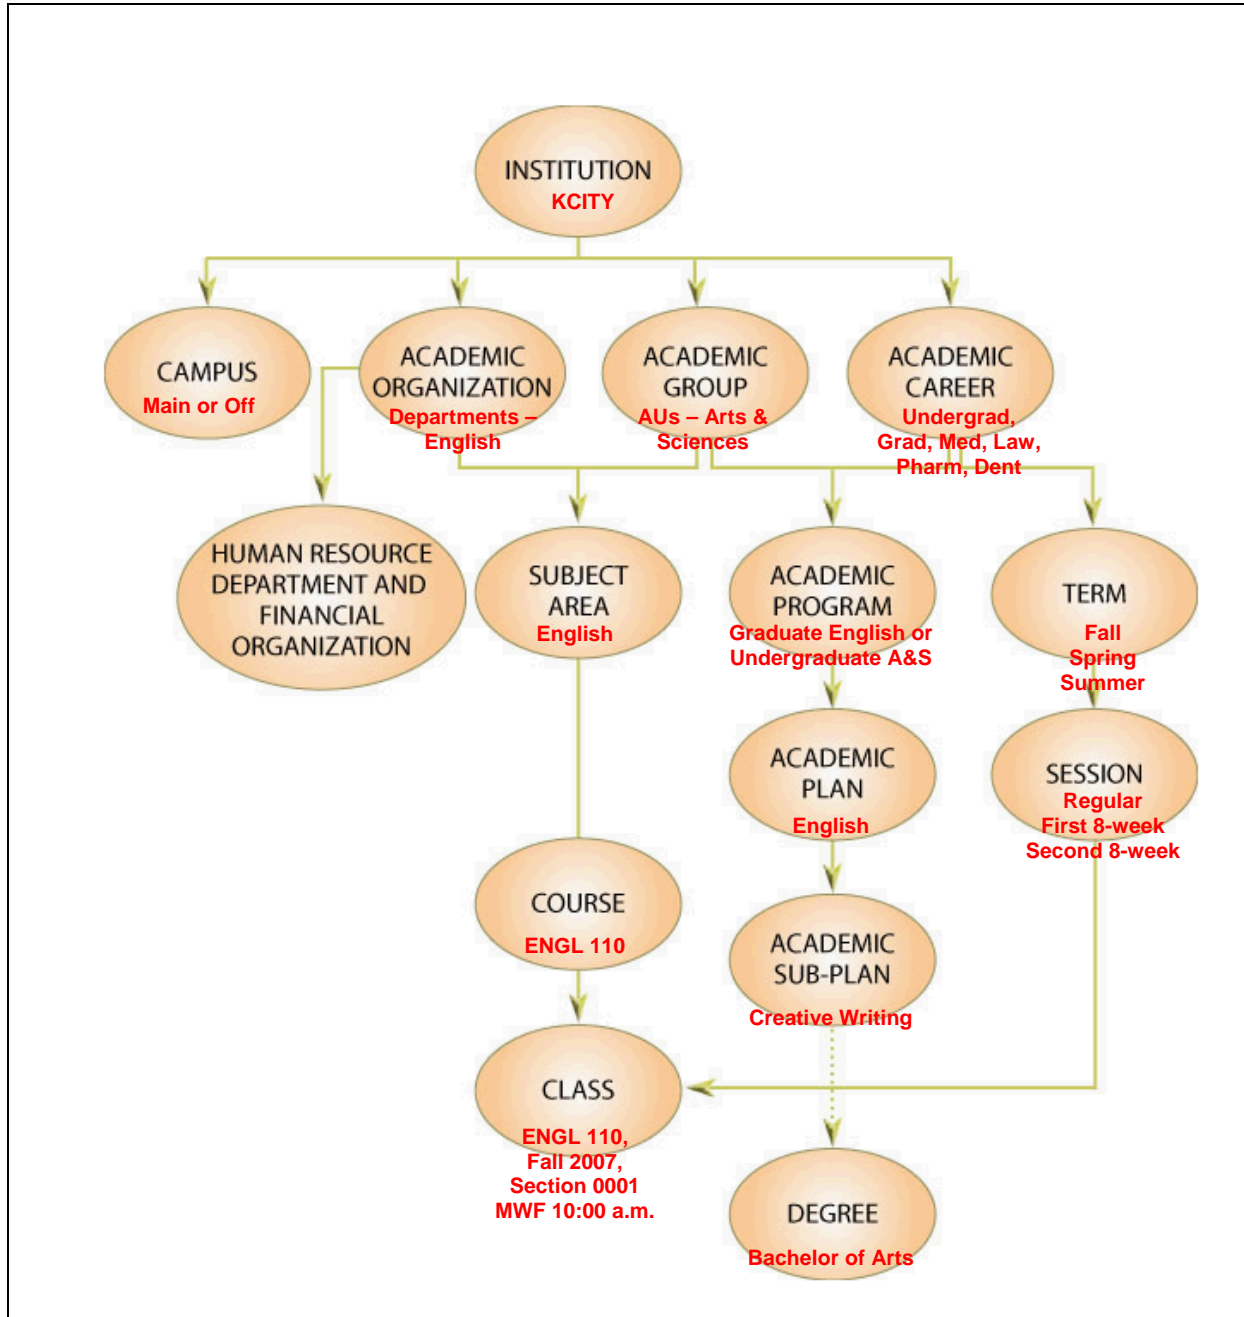 INSTITUTION
KCITY
CAMPUS
Main or Off
ACADEMIC
ORGANIZATION
Departments –
English
ACADEMIC
GROUP
AUs – Arts &
Sciences
ACADEMIC
CAREER
Undergrad,
Grad, Med, Law,
Pharm, Dent
HUMAN RESOURCE
DEPARTMENT AND
FINANCIAL
ORGANIZATION
SUBJECT
AREA
English
ACADEMIC
PROGRAM
Graduate English or
Undergraduate A&S
TERM
Fall
Spring
Summer
ACADEMIC
PLAN
English
SESSION
Regular
First 8-week
Second 8-week
COURSE
ENGL 110
ACADEMIC
SUB-PLAN
Creative Writing
CLASS
ENGL 110,
Fall 2007,
Section 0001
MWF 10:00 a.m.
DEGREE
Bachelor of Arts